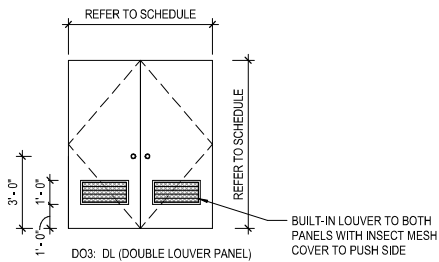 REFER TO SCHEDULE
REFER TO SCHEDULE
3' - 0"
1' - 0"
1' - 0"
BUILT-IN LOUVER TO BOTH
PANELS WITH INSECT MESH
COVER TO PUSH SIDE
DO3: DL (DOUBLE LOUVER PANEL)